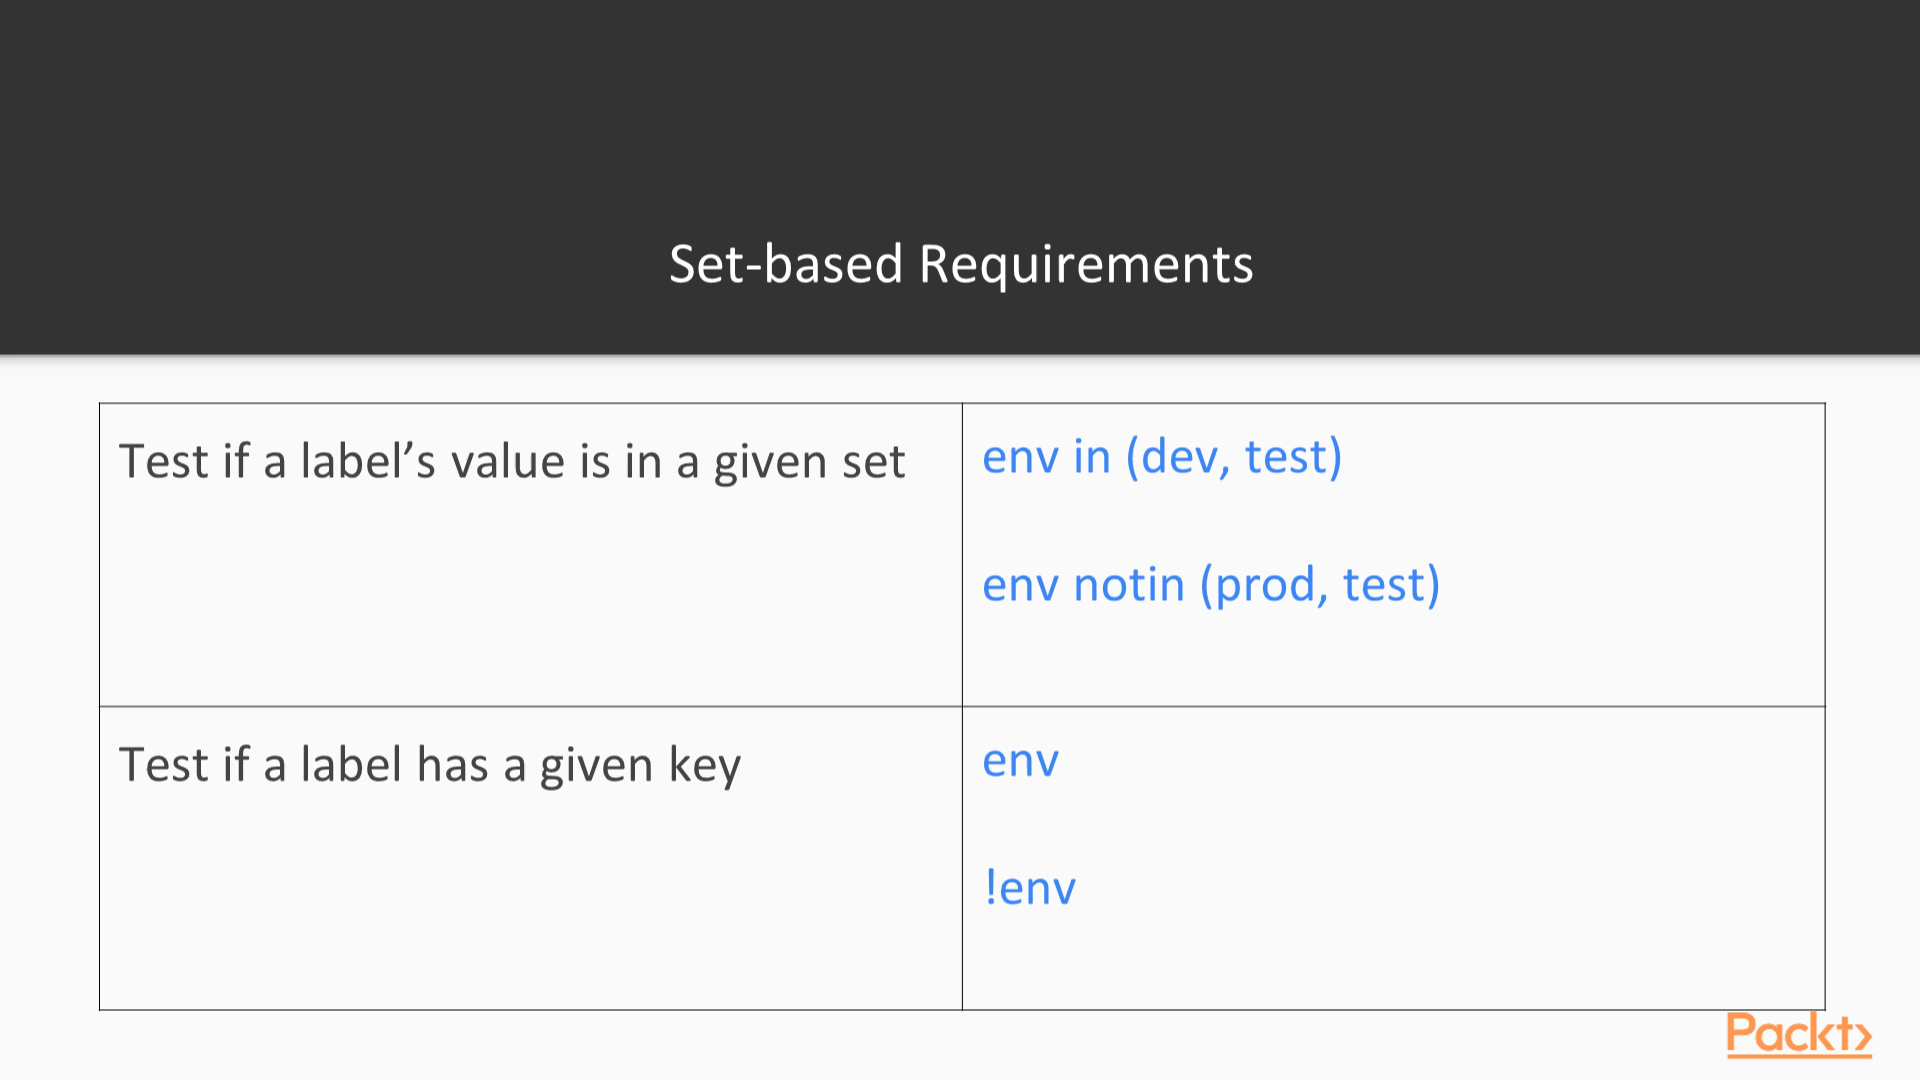 Set-based Requirements
Test if a label’s value is in a given set
env in (dev, test)
env notin (prod, test)
Test if a label has a given key
env
!env
Packt>